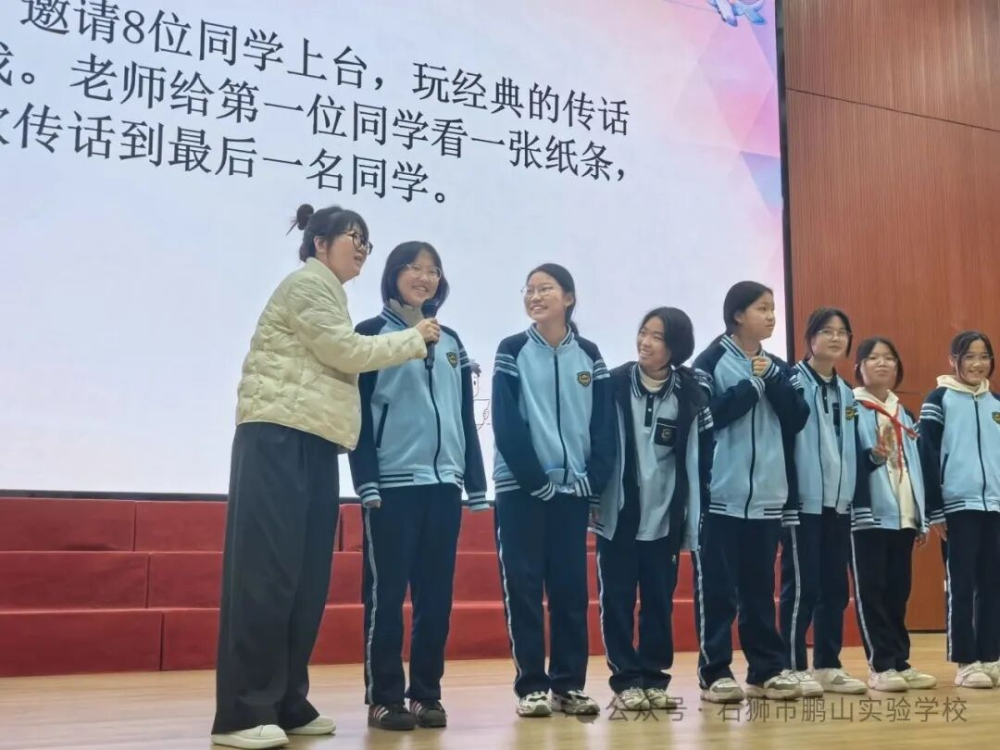 邀请8位同学上台，玩经典的传话
戏。老师给第一位同学看一张纸条，
次传话到最后一名同学。
公众号 · 石狮市鹏山实验学校